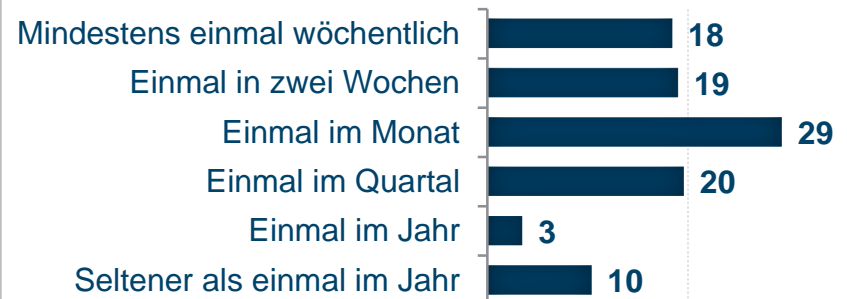 Mindestens einmal wöchentlich 18
Einmal in zwei Wochen 19
Einmal im Monat 29
Einmal im Quartal 20
Einmal im Jahr 3
Seltener als einmal im Jahr 10